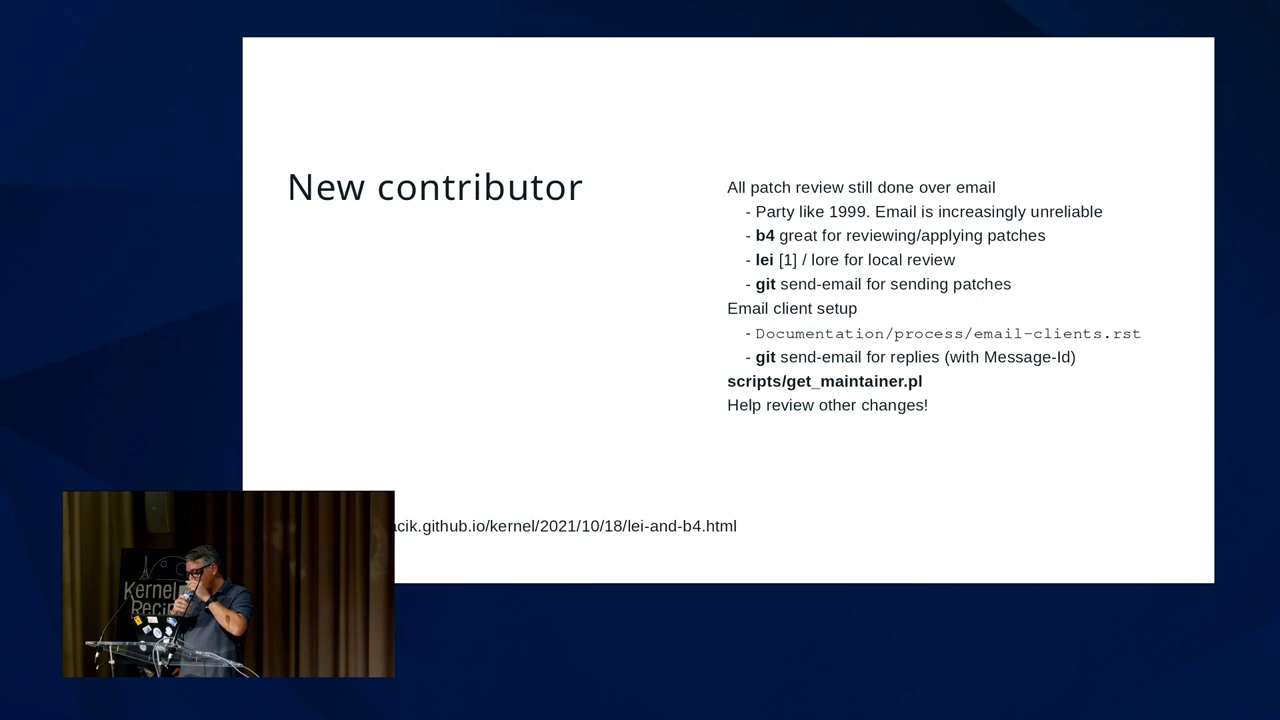 New contributor
All patch review still done over email
- Party like 1999. Email is increasingly unreliable
- b4 great for reviewing/applying patches
- lei [1] / lore for local review
- git send-email for sending patches
Email client setup
- Documentation/process/email-clients.rst
- git send-email for replies (with Message-Id)
scripts/get_maintainer.pl
Help review other changes!
acik.github.io/kernel/2021/10/18/lei-and-b4.html
Kernel
Recip